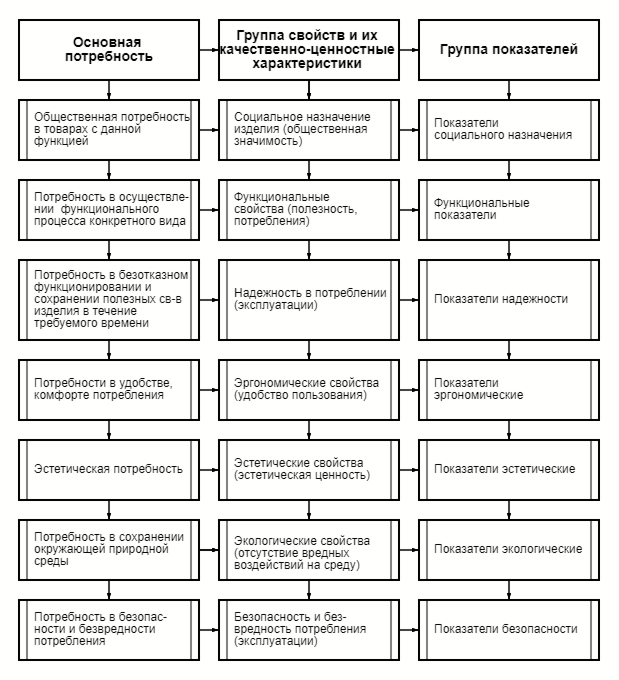 Основная
потребность
Группа свойств и их
качественно-ценностные
характеристики
Группа показателей
Общественная потребность
в товарах с данной
функцией
Социальное назначение
изделия (общественная
значимость)
Показатели
социального назначения
Потребность в осуществле-
нии функционального
процесса конкретного вида
Функциональные
свойства (полезность,
потребления)
Функциональные
показатели
Потребность в безотказном
функционировании и
сохранении полезных св-в
изделия в течение
требуемого времени
Надежность в потреблении
(эксплуатации)
Показатели надежности
Потребности в удобстве,
комфорте потребления
Эргономические свойства
(удобство пользования)
Показатели
эргономические
Эстетическая потребность
Эстетические свойства
(эстетическая ценность)
Показатели эстетические
Потребность в сохранении
окружающей природной
среды
Экологические свойства
(отсутствие вредных
воздействий на среду)
Показатели экологические
Потребность в безопас-
ности и безвредности
потребления
Безопасность и без-
вредность потребления
(эксплуатации)
Показатели безопасности